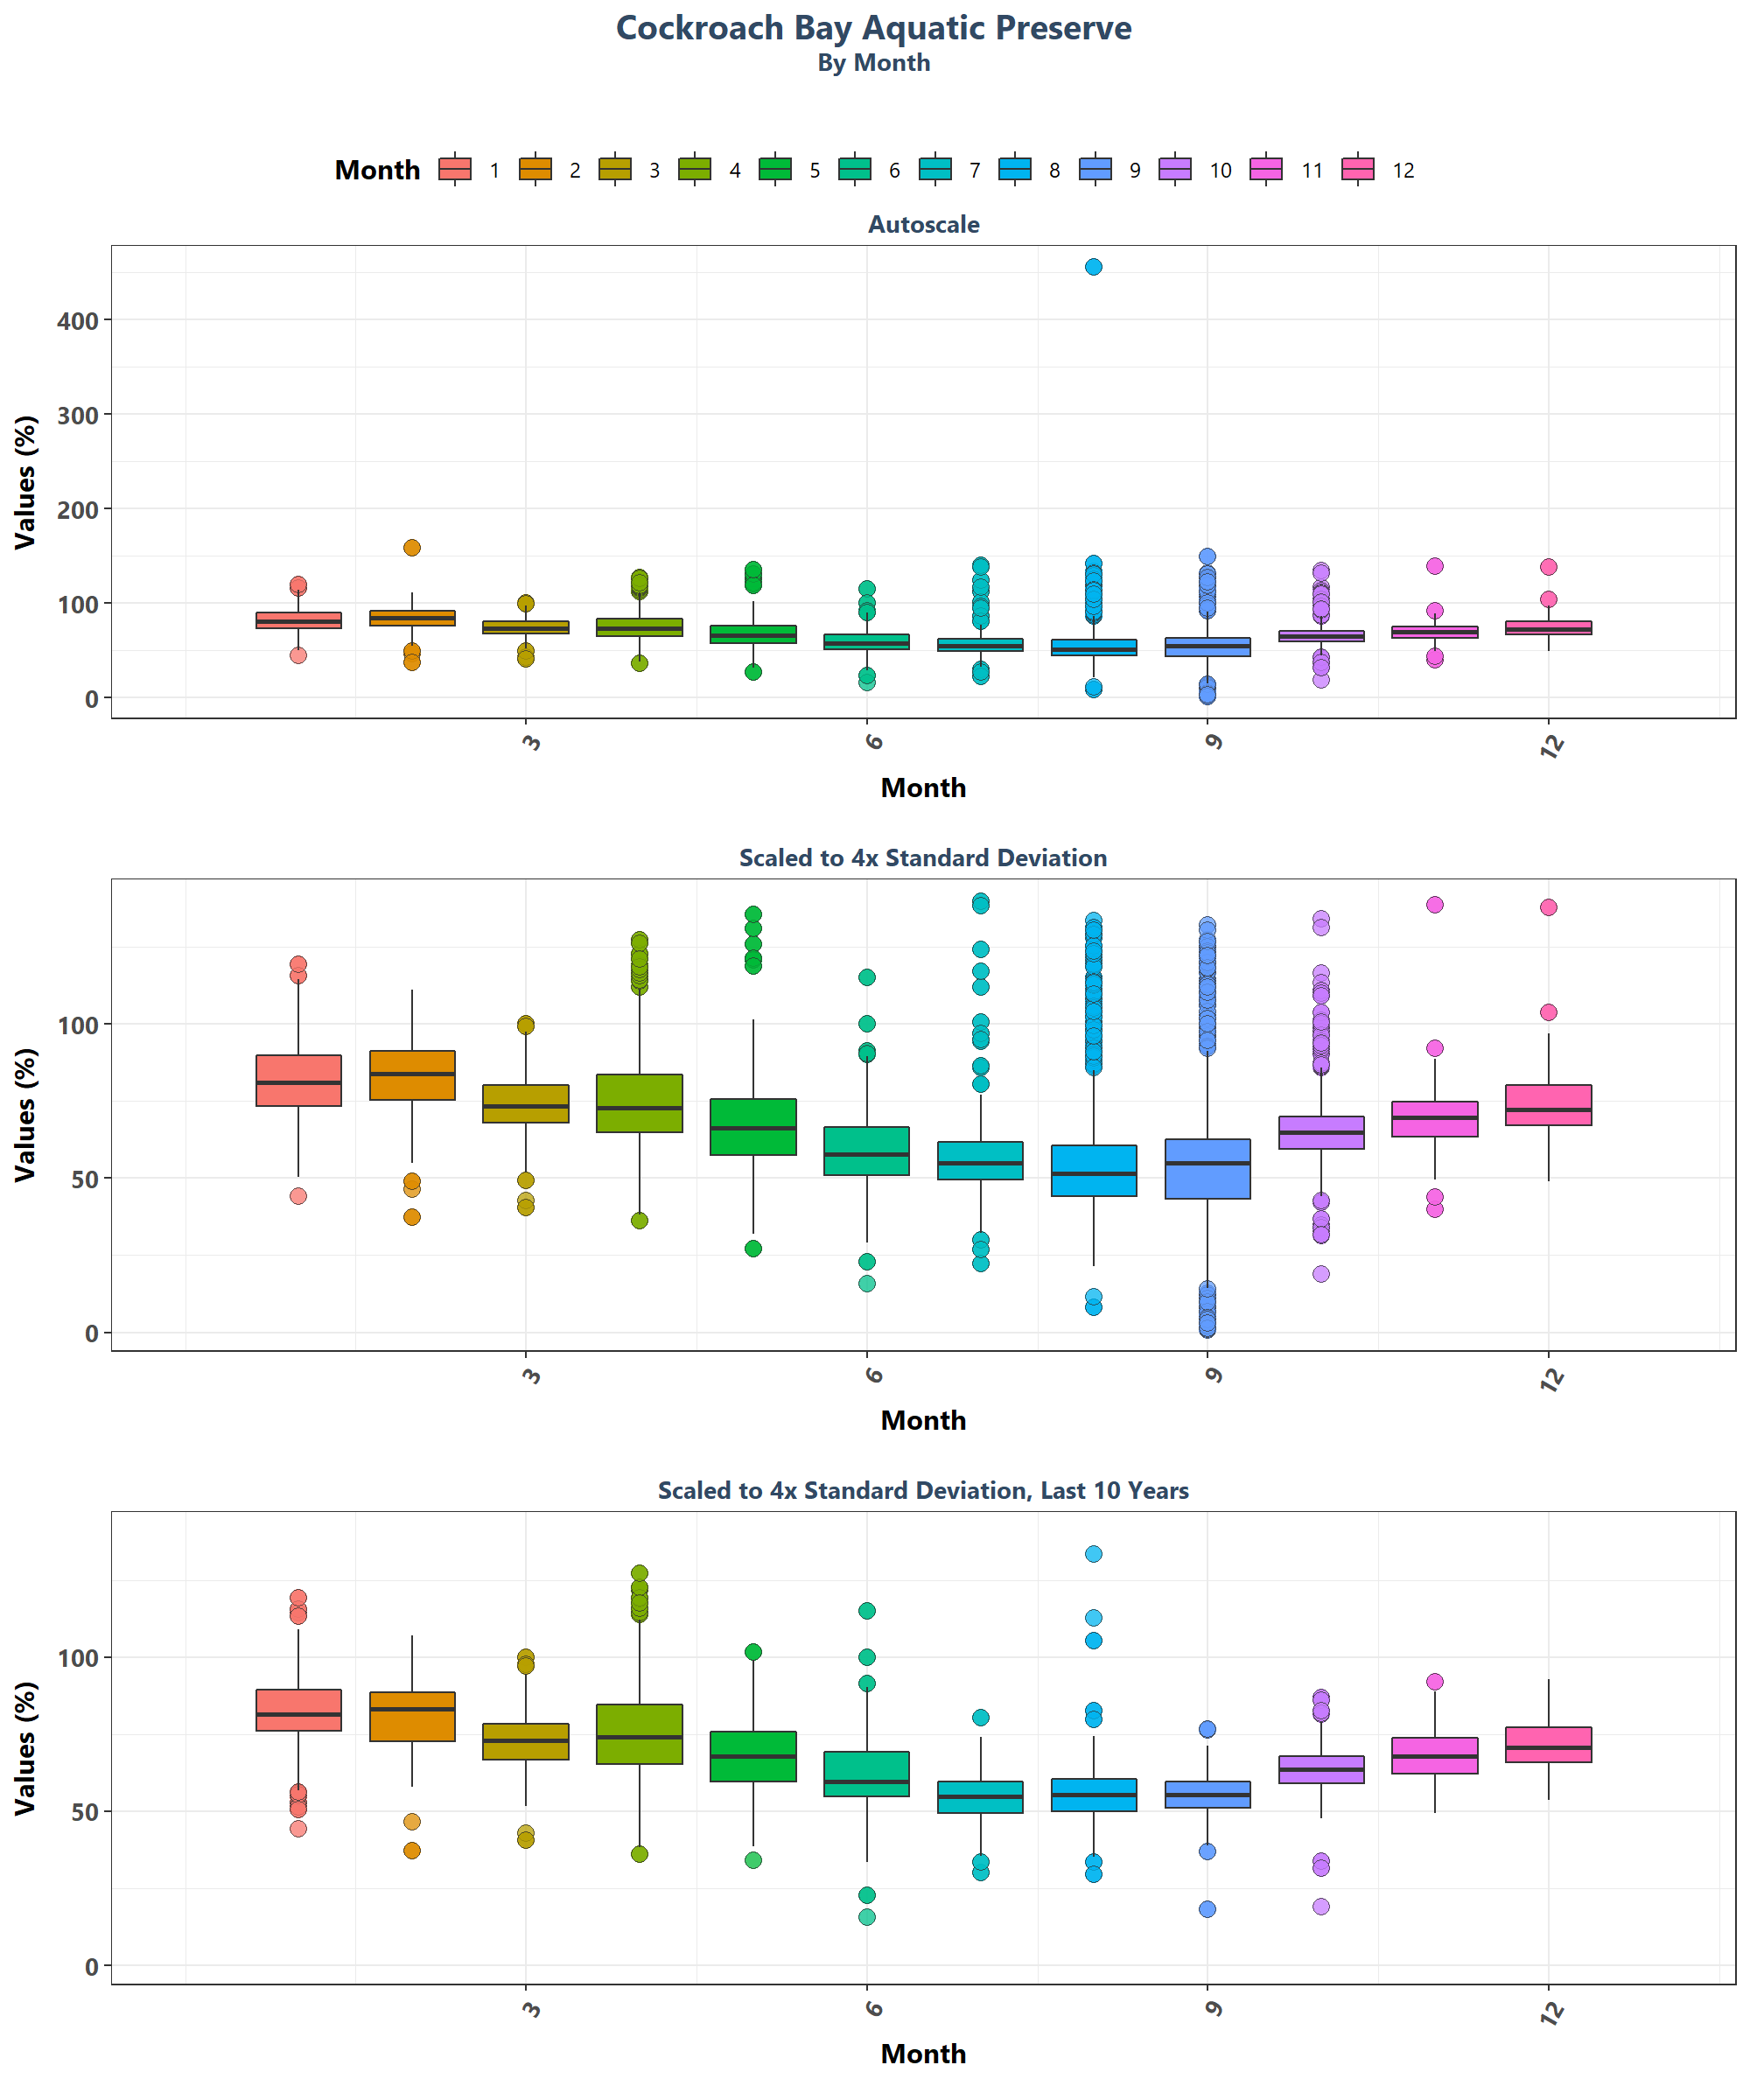 Cockroach Bay Aquatic Preserve
By Month
Month 1 2 3 4 5 6 7 8 9 10 11 12
Autoscale
Values (%)
400
300
200
100
0
3 6 9 12
Month
Scaled to 4x Standard Deviation
Values (%)
100
50
0
3 6 9 12
Month
Scaled to 4x Standard Deviation, Last 10 Years
Values (%)
100
50
0
3 6 9 12
Month